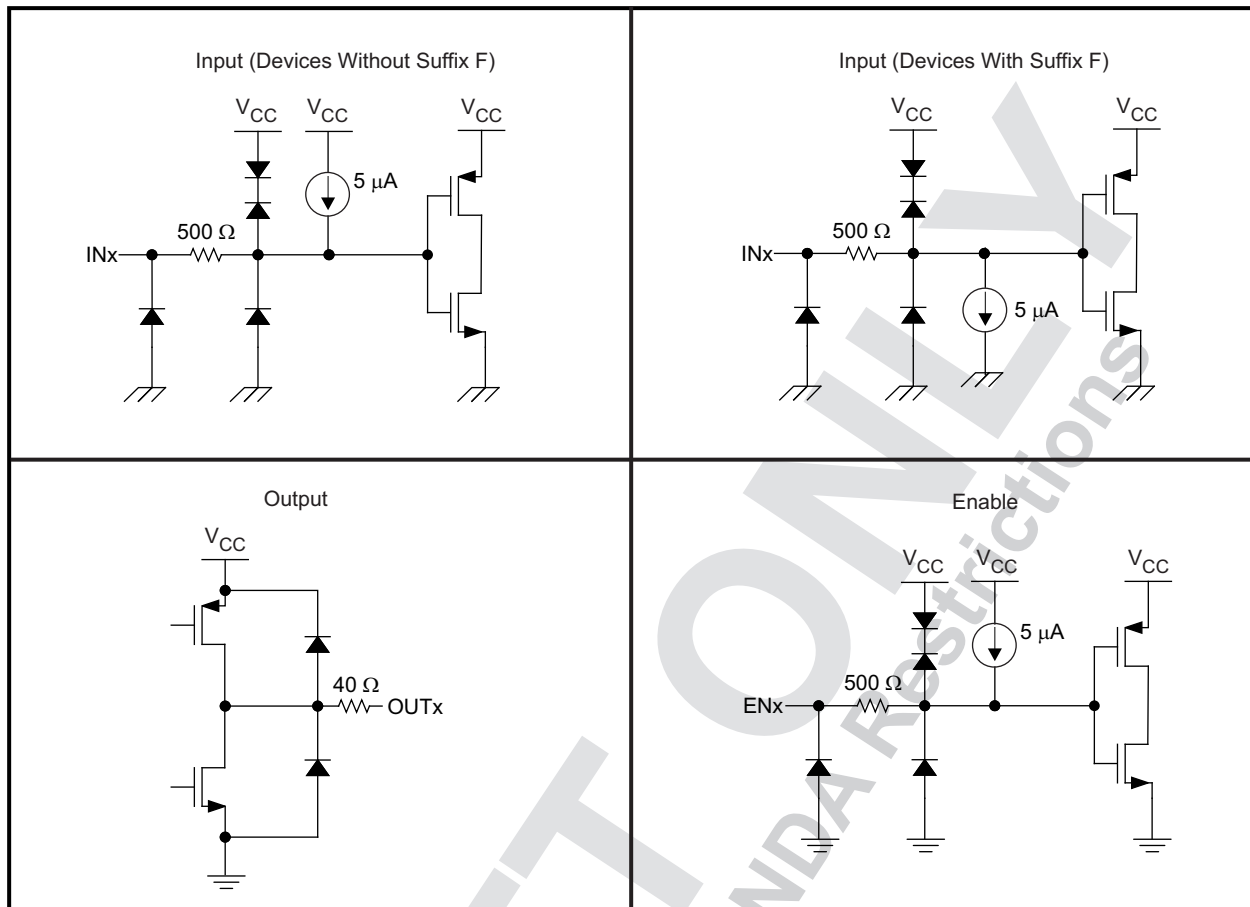 Input (Devices Without Suffix F)
V_CC V_CC V_CC
5 μA
500 Ω
INx
Input (Devices With Suffix F)
V_CC V_CC
500 Ω
INx
5 μA
Output
V_CC
40 Ω
OUTx
Enable
V_CC V_CC V_CC
5 μA
500 Ω
ENx
T ONLY
NDA Restrictions